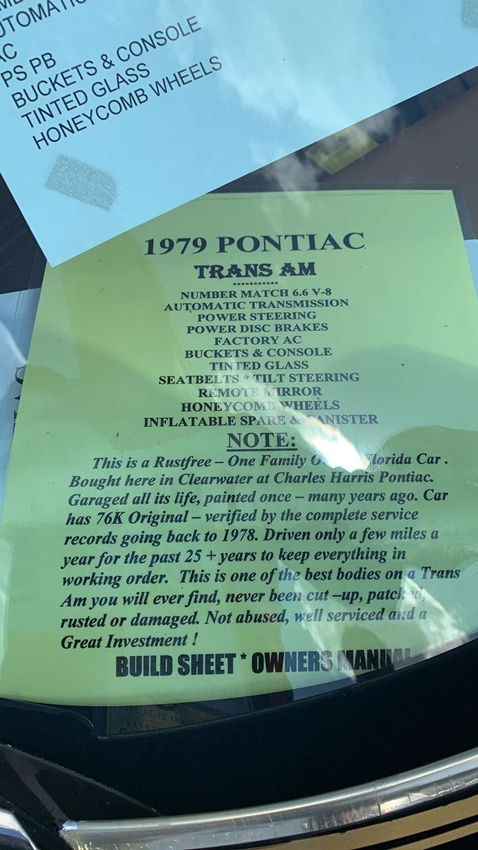 AUTOMATIC
AC
PS PB
BUCKETS & CONSOLE
TINTED GLASS
HONEYCOMB WHEELS
1979 PONTIAC
TRANS AM
***********
NUMBER MATCH 6.6 V-8
AUTOMATIC TRANSMISSION
POWER STEERING
POWER DISC BRAKES
FACTORY AC
BUCKETS & CONSOLE
TINTED GLASS
SEATBELTS * TILT STEERING
REMOTE MIRROR
HONEYCOMB WHEELS
INFLATABLE SPARE & CANISTER
NOTE:
This is a Rustfree – One Family Florida Car .
Bought here in Clearwater at Charles Harris Pontiac.
Garaged all its life, painted once – many years ago. Car
has 76K Original – verified by the complete service
records going back to 1978. Driven only a few miles a
year for the past 25 + years to keep everything in
working order. This is one of the best bodies on a Trans
Am you will ever find, never been cut –up, patched,
rusted or damaged. Not abused, well serviced and a
Great Investment !
BUILD SHEET * OWNERS MANUAL